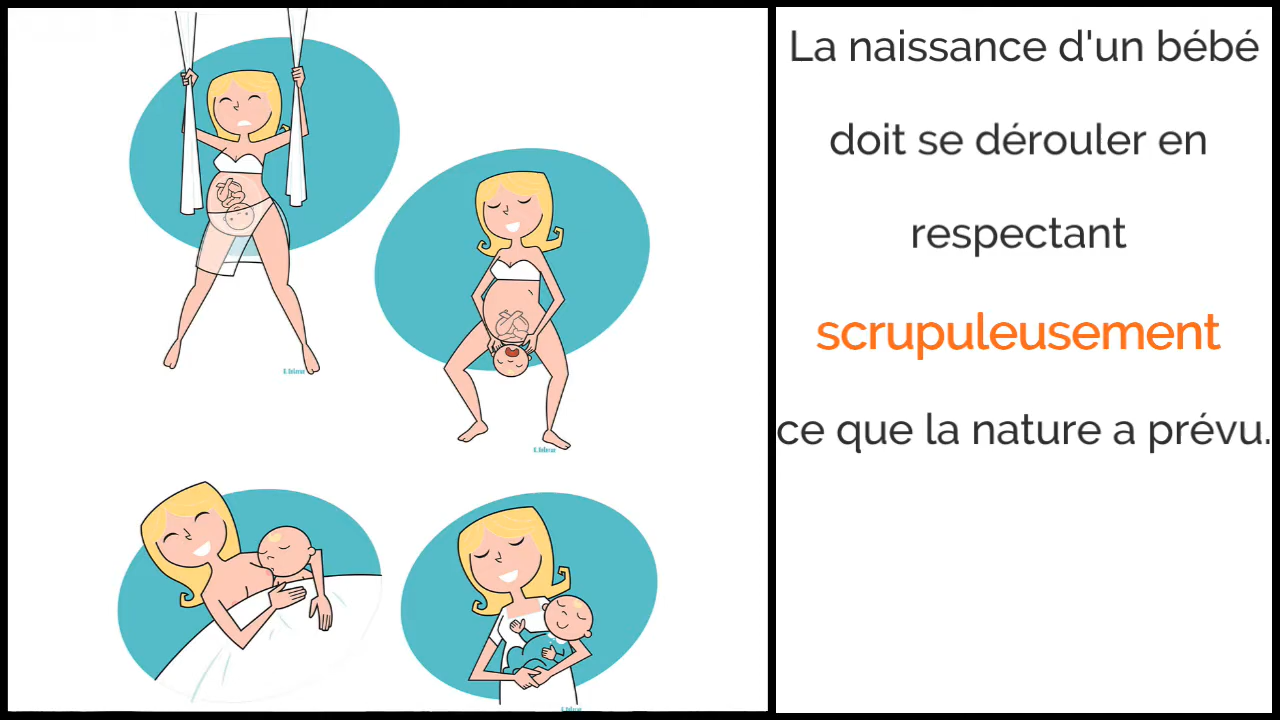 La naissance d'un bébé
doit se dérouler en
respectant
scrupuleusement
ce que la nature a prévu.